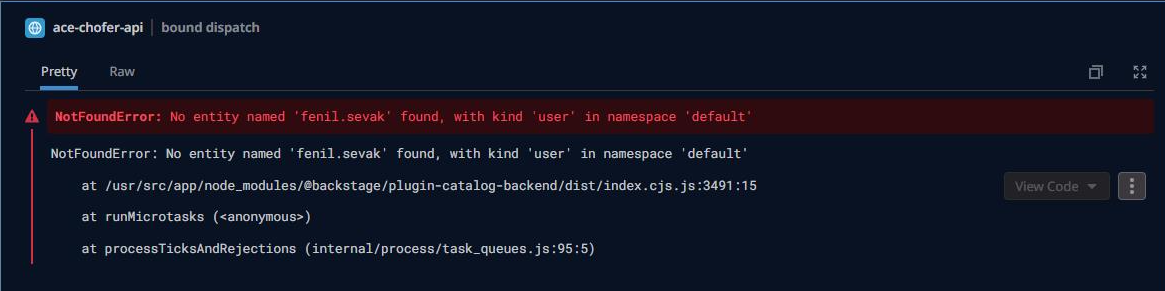 ace-chofer-api | bound dispatch
Pretty Raw
NotFoundError: No entity named 'fenil.sevak' found, with kind 'user' in namespace 'default'
NotFoundError: No entity named 'fenil.sevak' found, with kind 'user' in namespace 'default'
at /usr/src/app/node_modules/@backstage/plugin-catalog-backend/dist/index.cjs.js:3491:15
View Code
at runMicrotasks (<anonymous>)
at processTicksAndRejections (internal/process/task_queues.js:95:5)